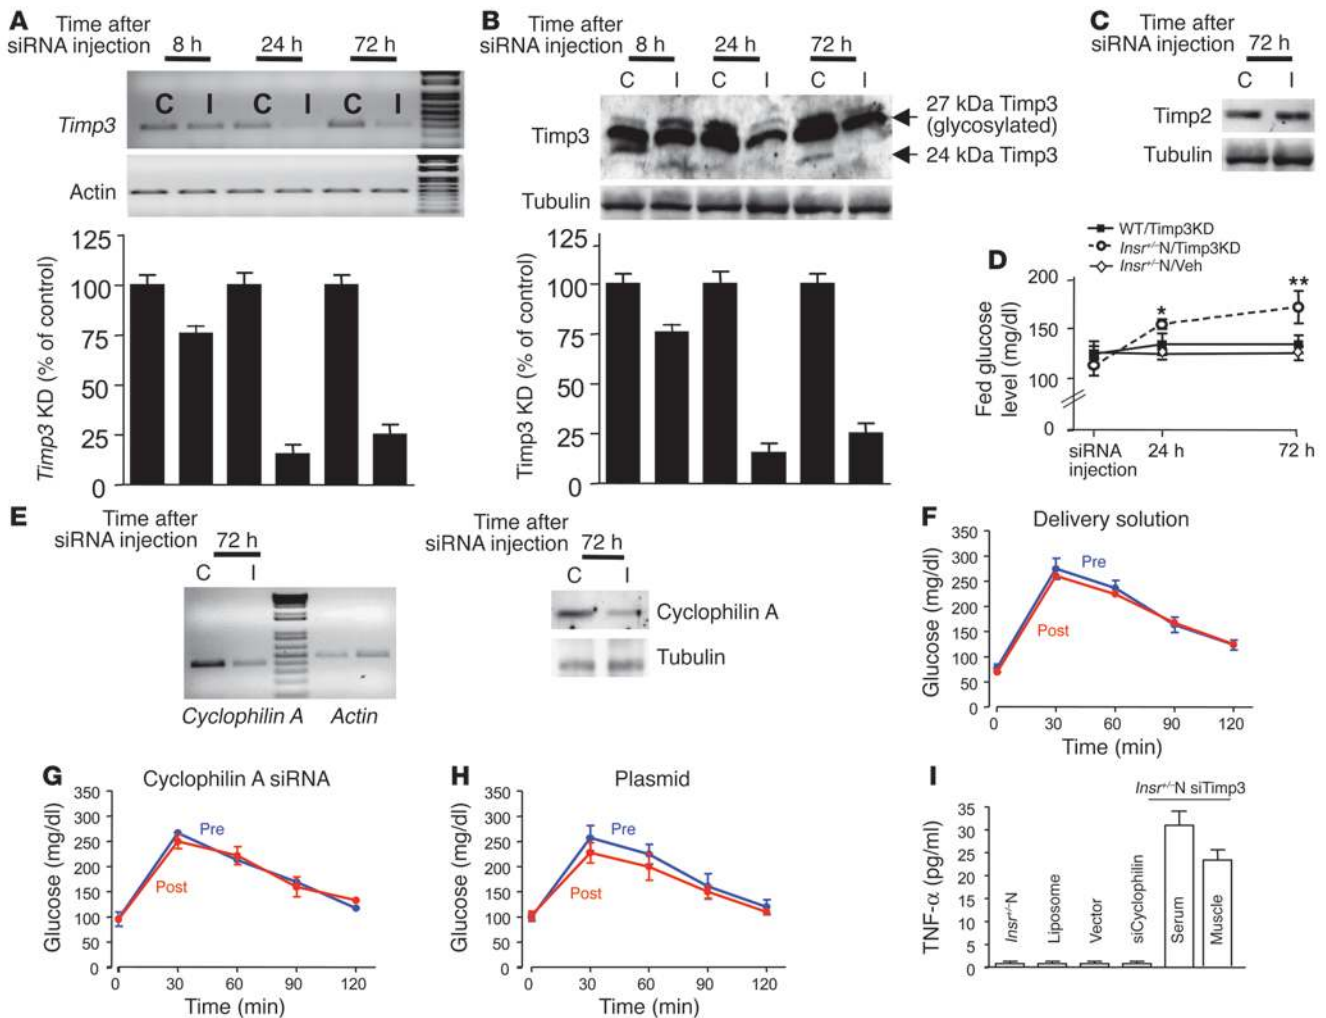 A
Time after
siRNA injection
8 h 24 h 72 h
C I C I C I
Timp3
Actin
125
100
75
50
25
0
Timp3 KD (% of control)
B
Time after
siRNA injection
8 h 24 h 72 h
C I C I C I
Timp3
27 kDa Timp3
(glycosylated)
24 kDa Timp3
Tubulin
125
100
75
50
25
0
Timp3 KD (% of control)
C
Time after
siRNA injection
72 h
C I
Timp2
Tubulin
D
WT/Timp3KD
Insr+/–N/Timp3KD
Insr+/–N/Veh
200
150
100
0
Fed glucose
level (mg/dl)
* **
siRNA
injection
24 h 72 h
E
Time after
siRNA injection
72 h
C I
Cyclophilin A Actin
Time after
siRNA injection
72 h
C I
Cyclophilin A
Tubulin
F
Delivery solution
350
300
250
200
150
100
50
0
Glucose (mg/dl)
Pre
Post
0 30 60 90 120
Time (min)
G
Cyclophilin A siRNA
350
300
250
200
150
100
50
0
Glucose (mg/dl)
Pre
Post
0 30 60 90 120
Time (min)
H
Plasmid
350
300
250
200
150
100
50
0
Glucose (mg/dl)
Pre
Post
0 30 60 90 120
Time (min)
I
Insr+/–N siTimp3
35
30
25
20
15
10
5
0
TNF-α (pg/ml)
Insr+/–N
Liposome
Vector
siCyclophilin
Serum
Muscle